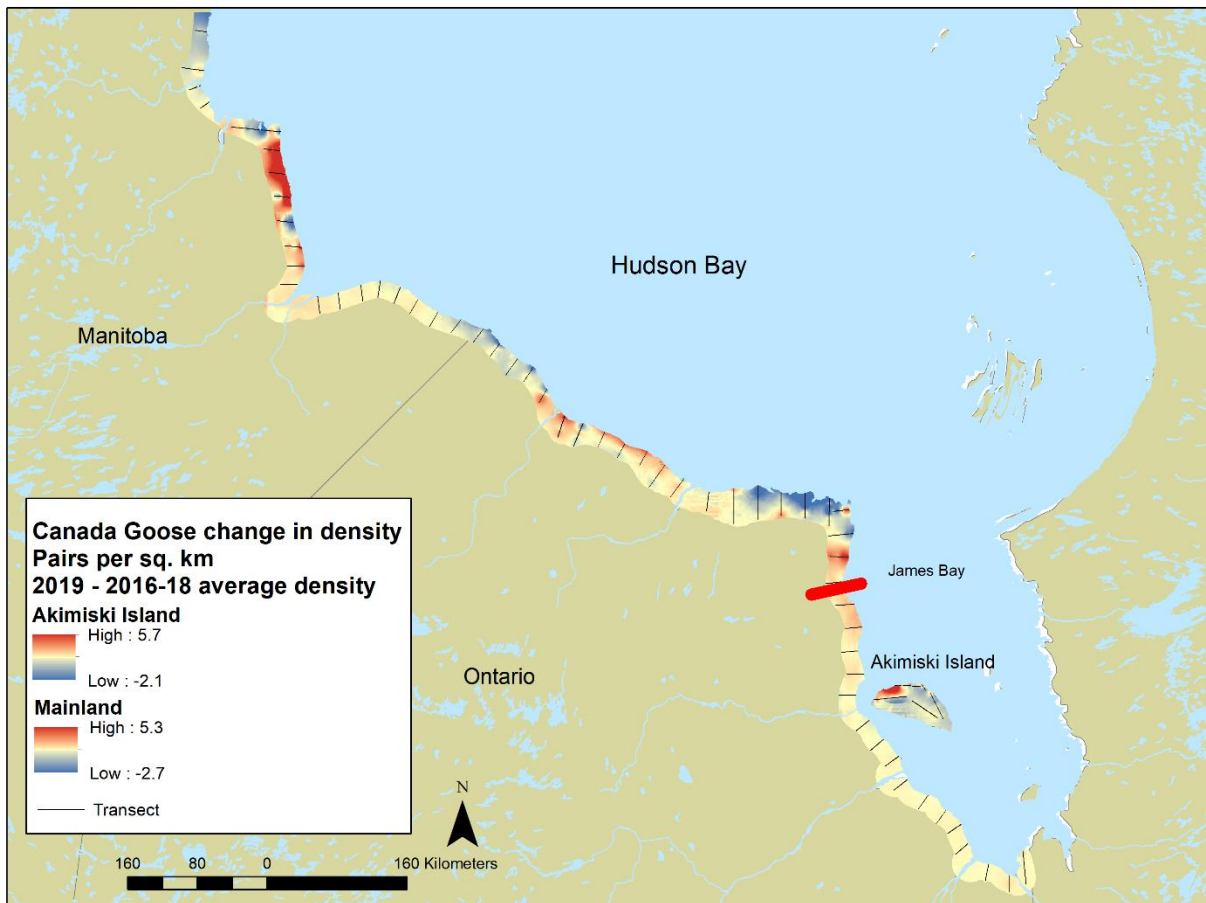 Hudson Bay
Manitoba
James Bay
Akimiski Island
Ontario
Canada Goose change in density
Pairs per sq. km
2019 - 2016-18 average density
Akimiski Island
High : 5.7
Low : -2.1
Mainland
High : 5.3
Low : -2.7
Transect
N
160 80 0 160 Kilometers